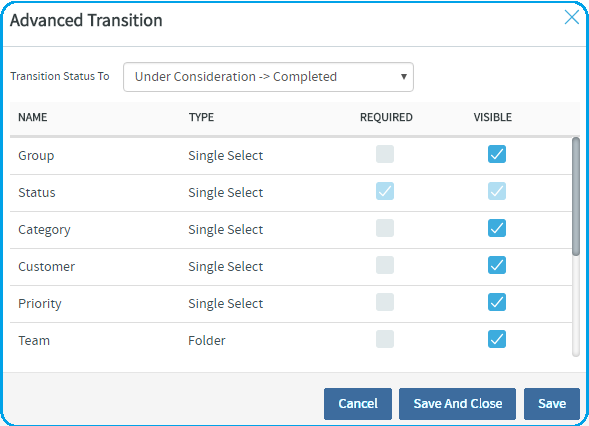 Advanced Transition
Transition Status To Under Consideration -> Completed
NAME TYPE REQUIRED VISIBLE
Group Single Select
Status Single Select
Category Single Select
Customer Single Select
Priority Single Select
Team Folder
Cancel Save And Close Save